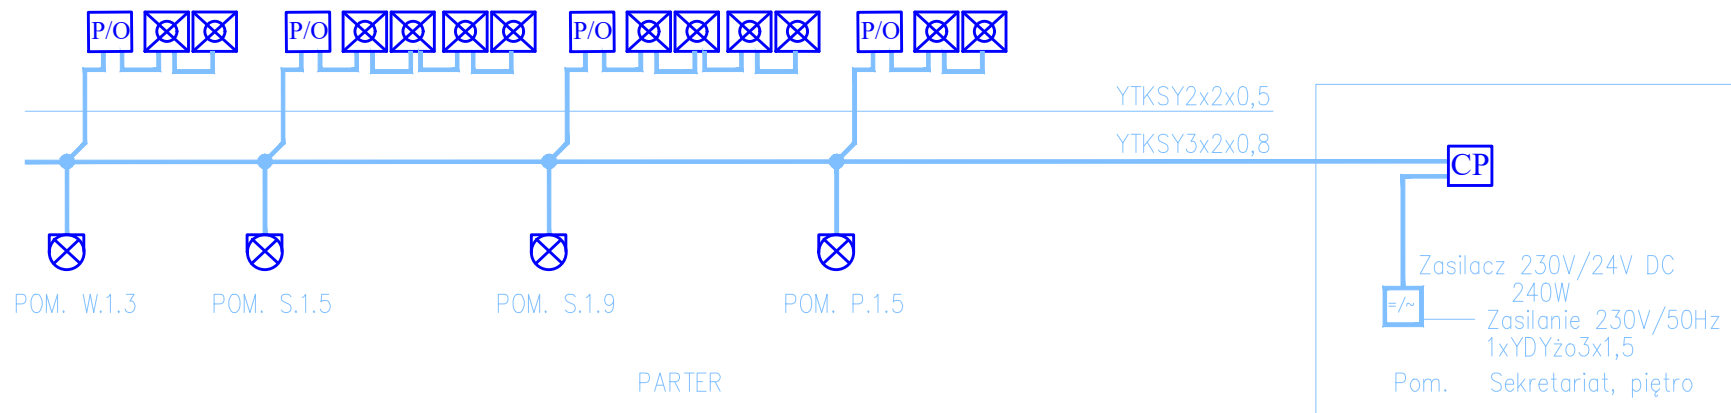 P/O P/O P/O P/O
YTKSY2x2x0,5
YTKSY3x2x0,8
CP
POM. W.1.3 POM. S.1.5 POM. S.1.9 POM. P.1.5
Zasilacz 230V/24V DC
240W
=/~
Zasilanie 230V/50Hz
1xYDYżo3x1,5
PARTER
Pom. Sekretariat, piętro